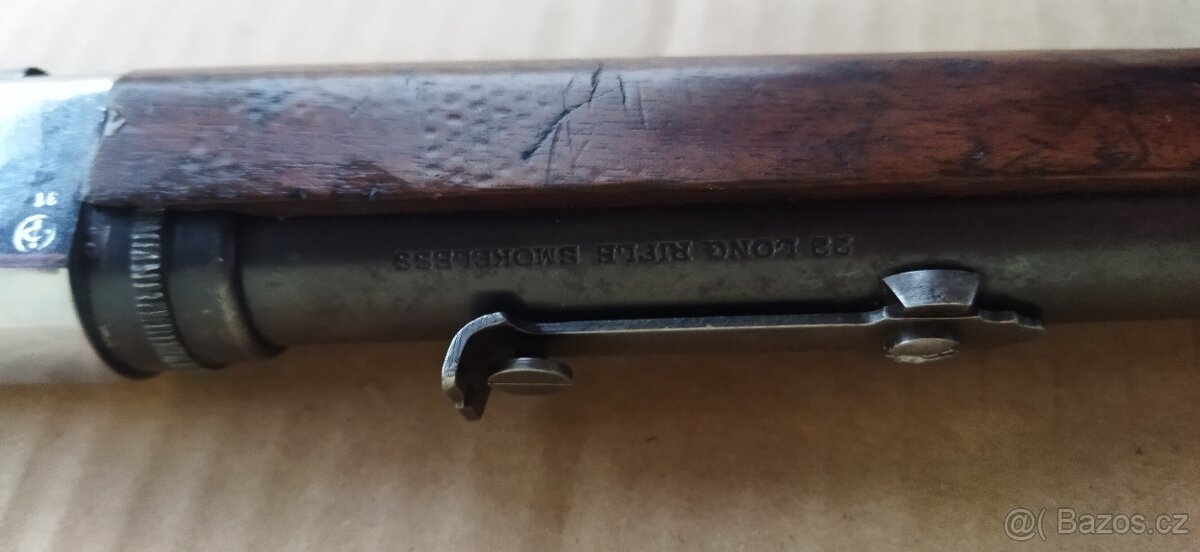 22 LONG RIFLE SMOKELESS
@( Bazos.cz